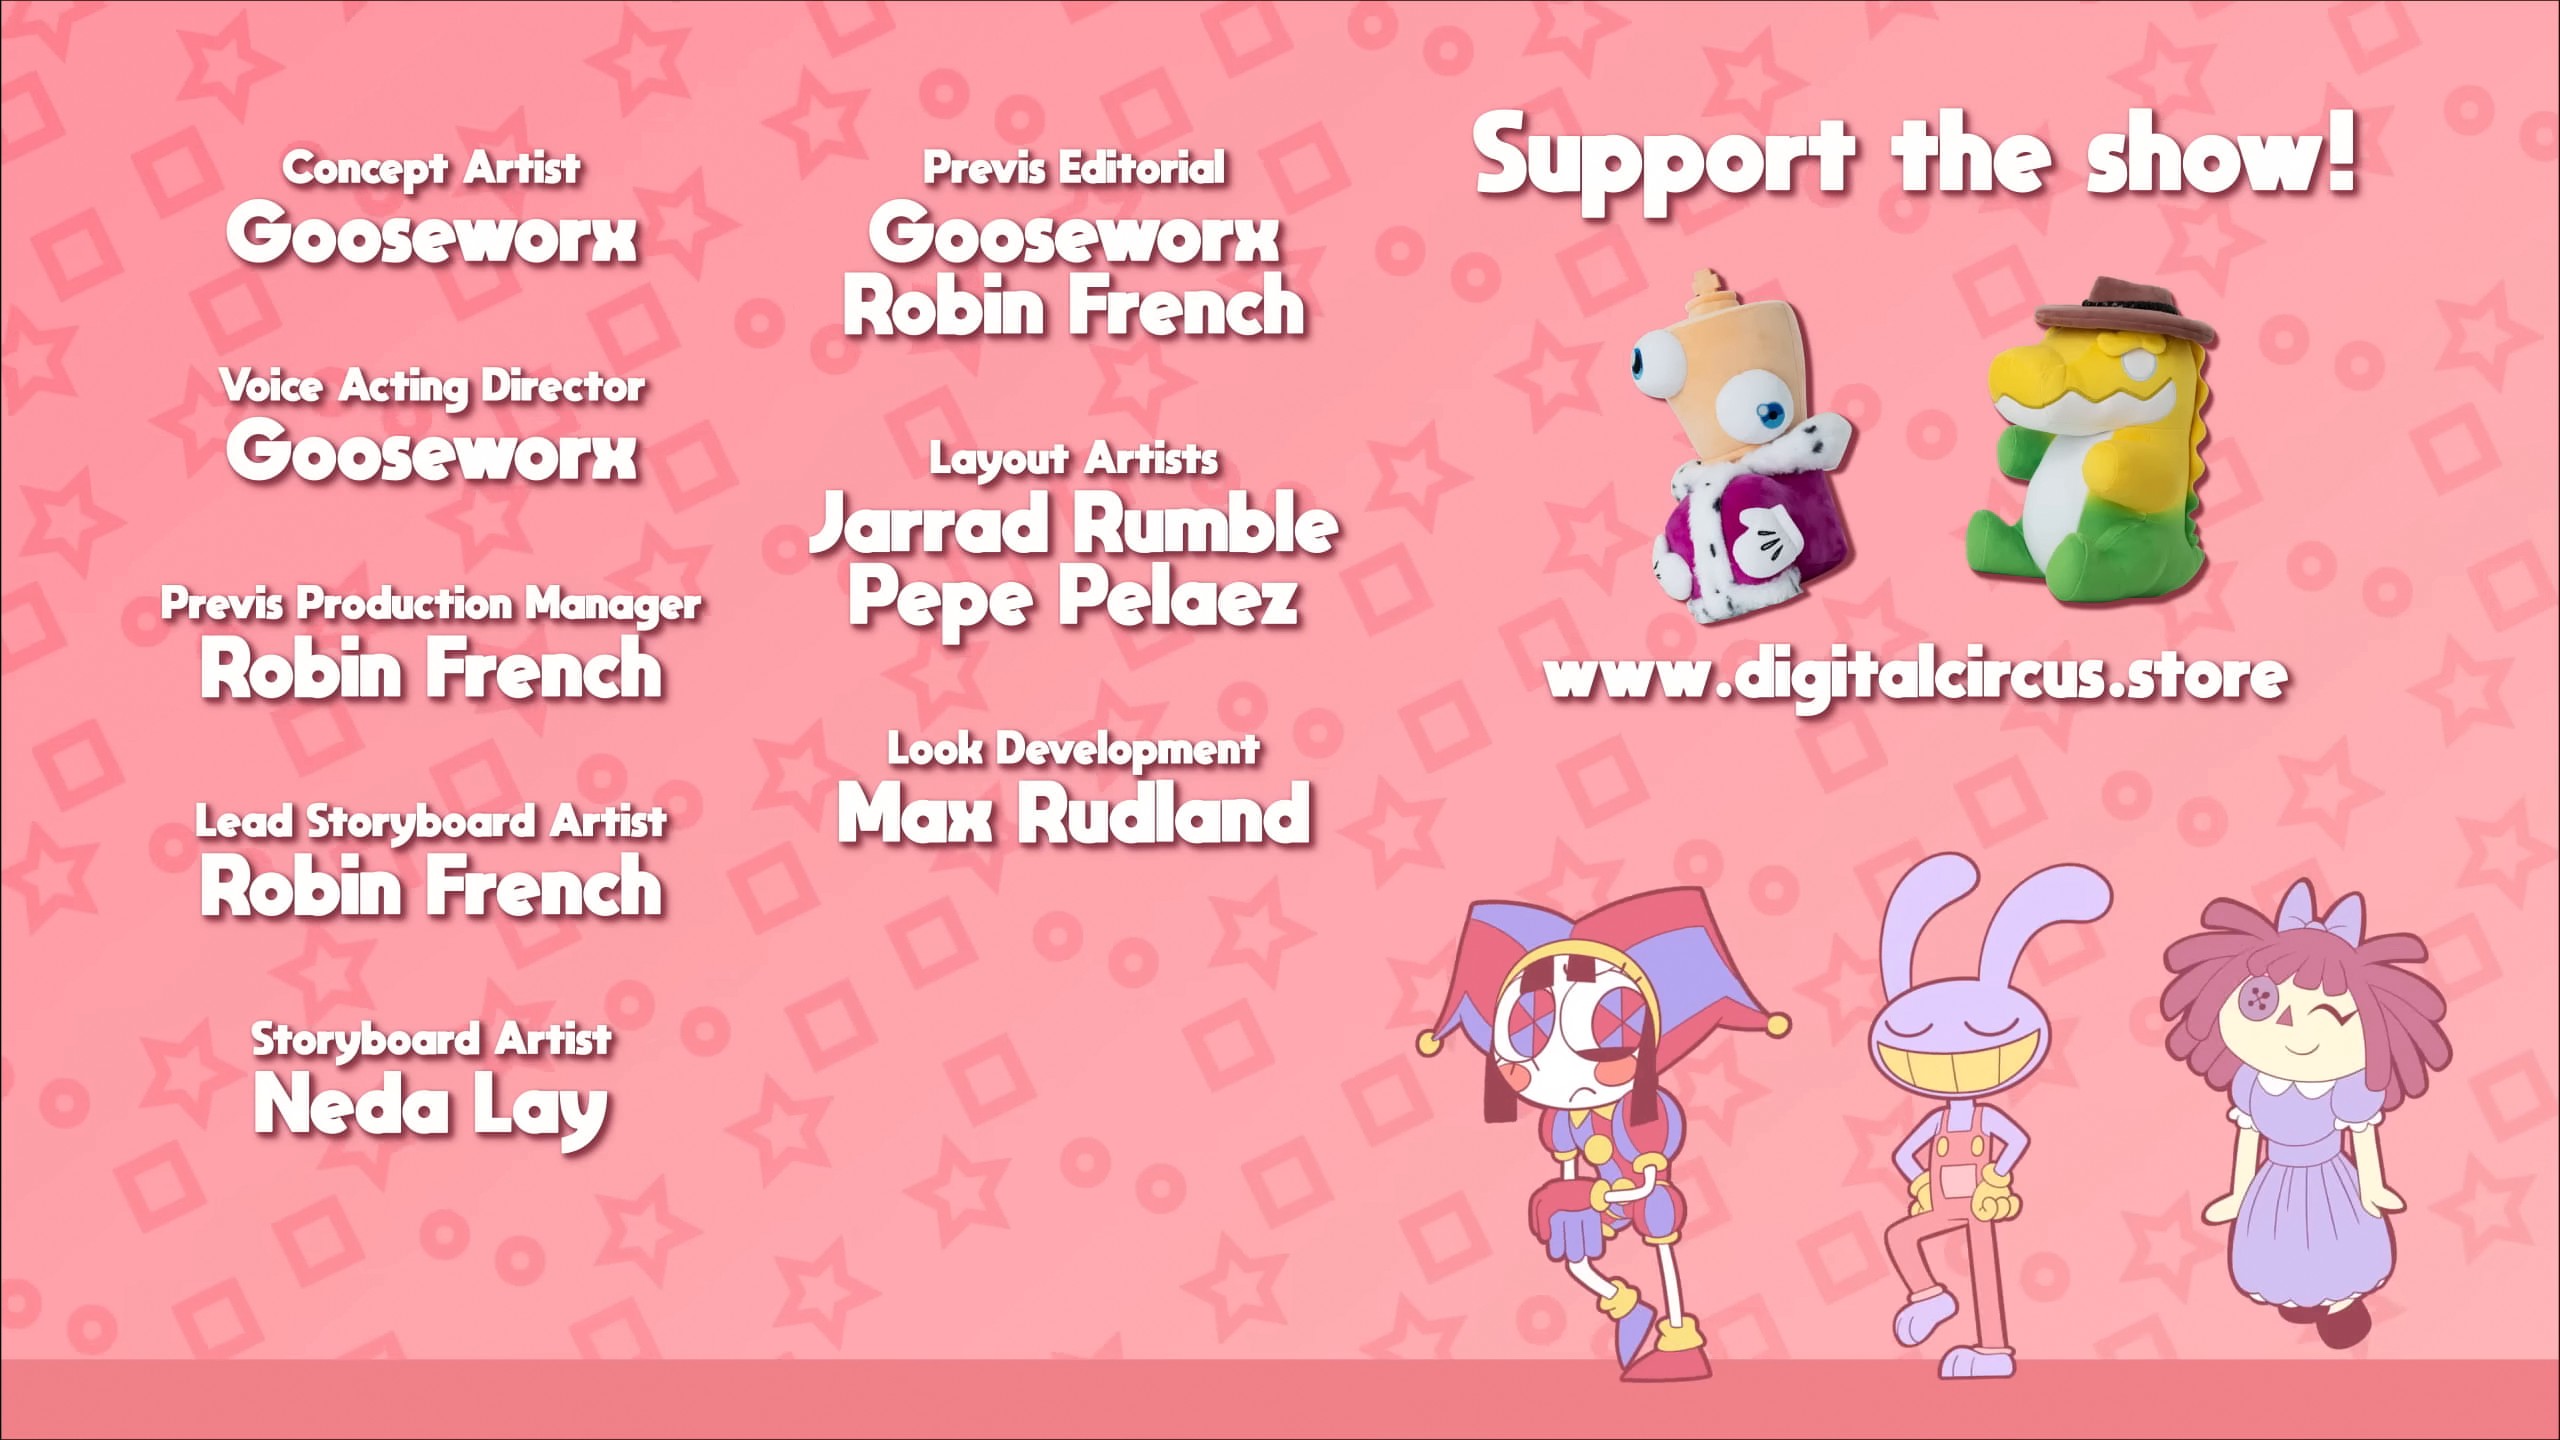 Concept Artist
Gooseworx
Voice Acting Director
Gooseworx
Previs Production Manager
Robin French
Lead Storyboard Artist
Robin French
Storyboard Artist
Neda Lay
Previs Editorial
Gooseworx
Robin French
Layout Artists
Jarrad Rumble
Pepe Pelaez
Look Development
Max Rudland
Support the show!
www.digitalcircus.store